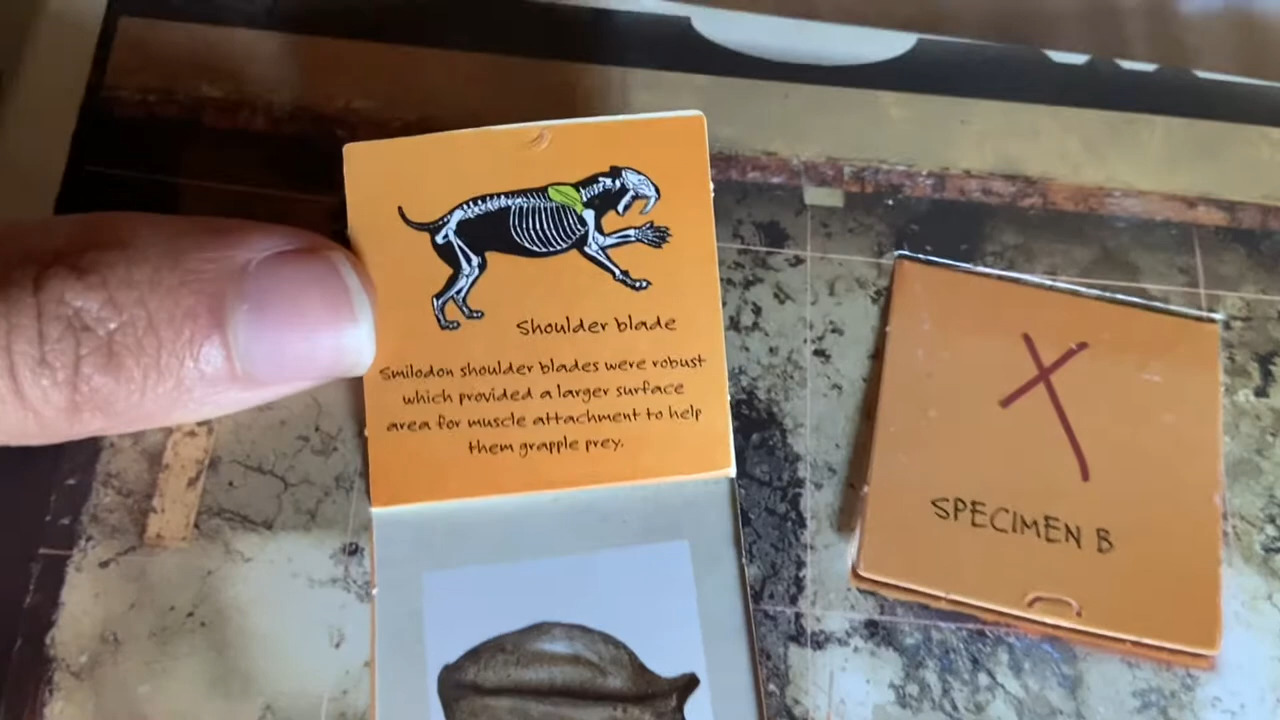 Shoulder blade
Smilodon shoulder blades were robust
which provided a larger surface
area for muscle attachment to help
them grapple prey.
X
SPECIMEN B